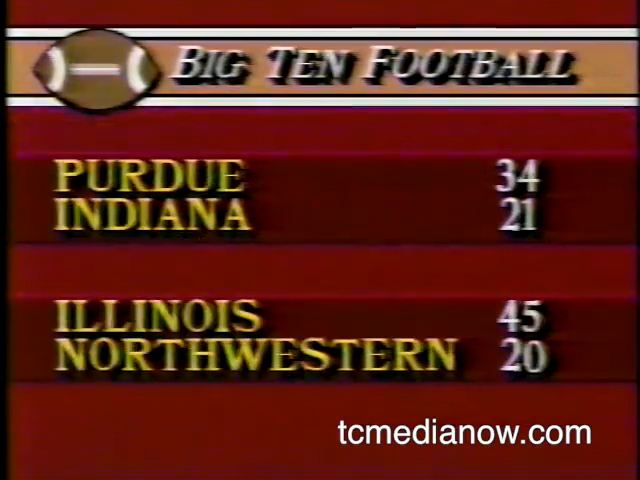 BIG TEN FOOTBALL
PURDUE 34
INDIANA 21
ILLINOIS 45
NORTHWESTERN 20
tcmedianow.com